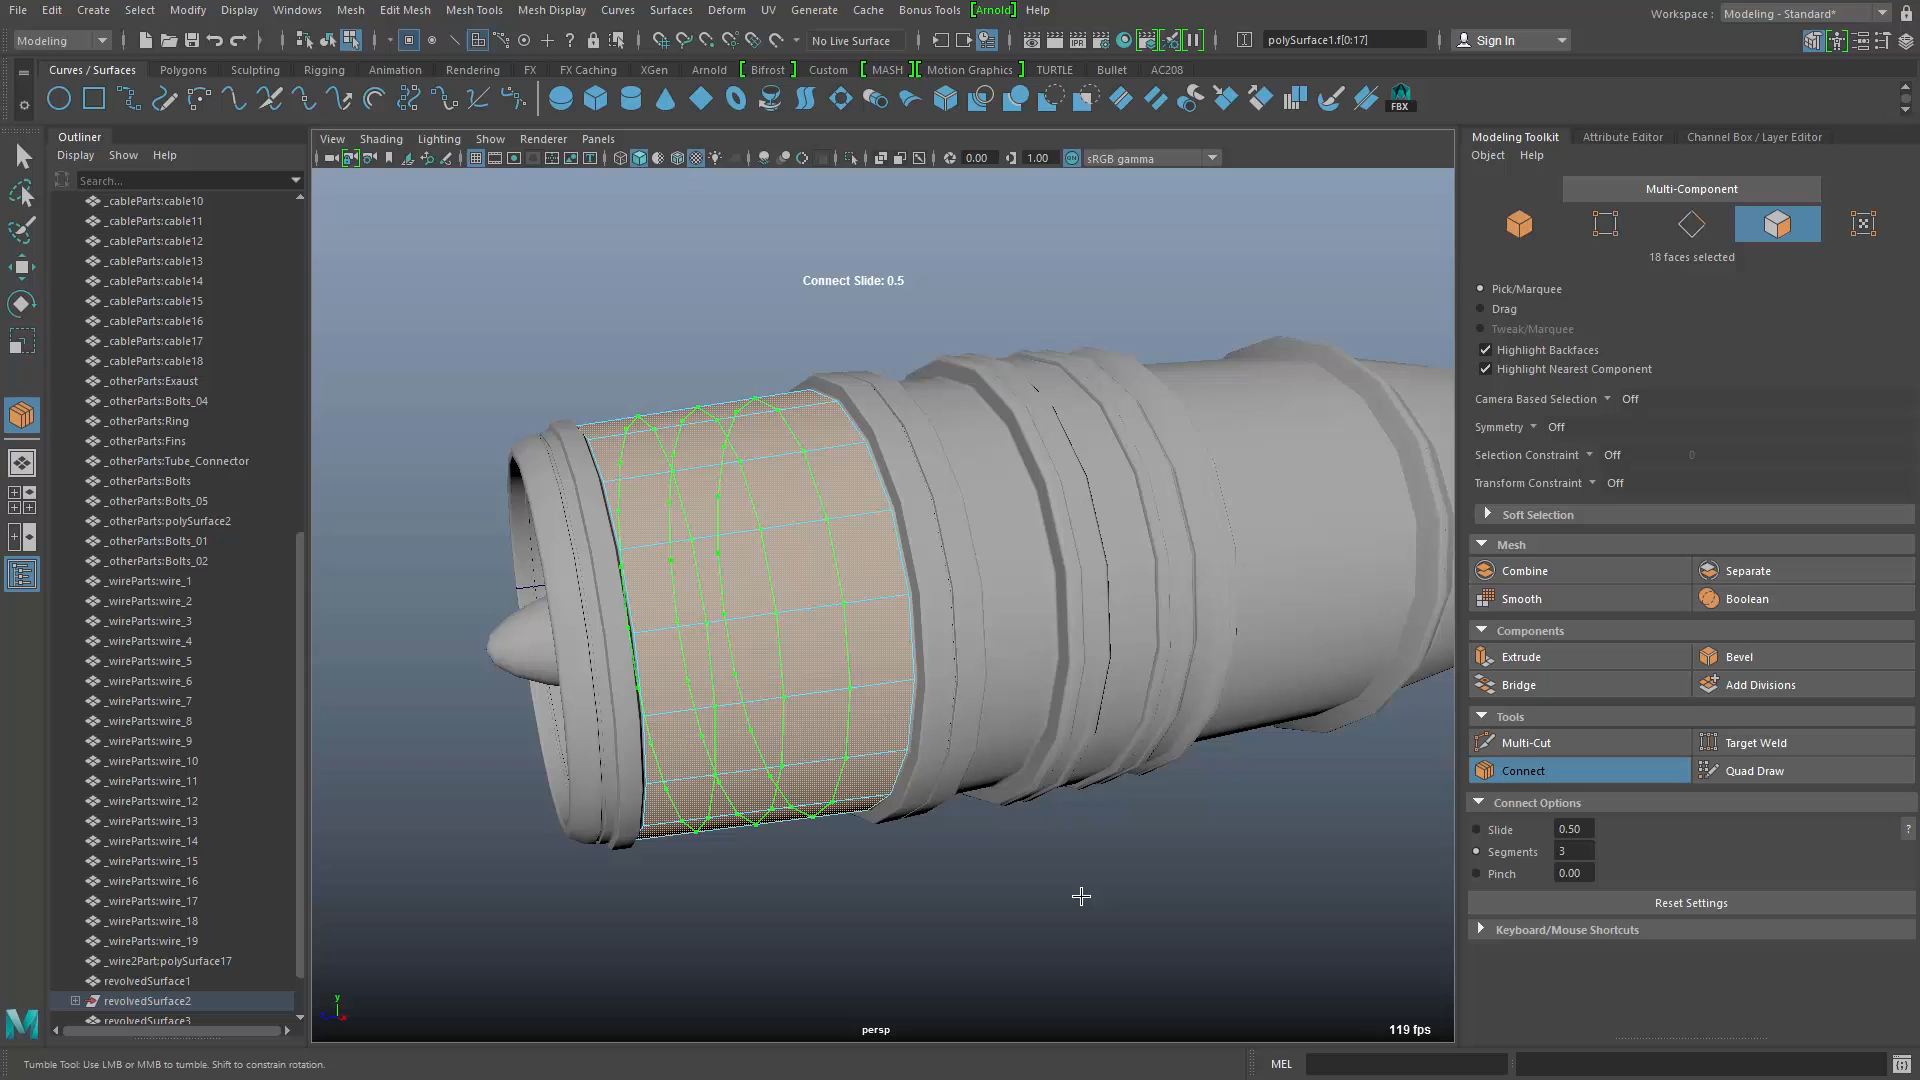 File Edit Create Select Modify Display Windows Mesh Edit Mesh Mesh Tools Mesh Display Curves Surfaces Deform UV Generate Cache Bonus Tools [Arnold] Help
Workspace : Modeling - Standard*
Modeling No Live Surface polySurface1.f[0:17] Sign In
Curves / Surfaces Polygons Sculpting Rigging Animation Rendering FX FX Caching XGen Arnold [ Bifrost ] Custom [ MASH ] [ Motion Graphics ] TURTLE Bullet AC208
FBX
Outliner
Display Show Help
Search...
_cableParts:cable10
_cableParts:cable11
_cableParts:cable12
_cableParts:cable13
_cableParts:cable14
_cableParts:cable15
_cableParts:cable16
_cableParts:cable17
_cableParts:cable18
_otherParts:Exaust
_otherParts:Bolts_04
_otherParts:Ring
_otherParts:Fins
_otherParts:Tube_Connector
_otherParts:Bolts
_otherParts:Bolts_05
_otherParts:polySurface2
_otherParts:Bolts_01
_otherParts:Bolts_02
_wireParts:wire_1
_wireParts:wire_2
_wireParts:wire_3
_wireParts:wire_4
_wireParts:wire_5
_wireParts:wire_6
_wireParts:wire_7
_wireParts:wire_8
_wireParts:wire_9
_wireParts:wire_10
_wireParts:wire_11
_wireParts:wire_12
_wireParts:wire_13
_wireParts:wire_14
_wireParts:wire_15
_wireParts:wire_16
_wireParts:wire_17
_wireParts:wire_18
_wireParts:wire_19
_wire2Part:polySurface17
revolvedSurface1
revolvedSurface2
revolvedSurface3
View Shading Lighting Show Renderer Panels
0.00 1.00 sRGB gamma
Connect Slide: 0.5
y
persp
119 fps
Modeling Toolkit Attribute Editor Channel Box / Layer Editor
Object Help
Multi-Component
18 faces selected
Pick/Marquee
Drag
Tweak/Marquee
Highlight Backfaces
Highlight Nearest Component
Camera Based Selection Off
Symmetry Off
Selection Constraint Off 0
Transform Constraint Off
Soft Selection
Mesh
Combine Separate
Smooth Boolean
Components
Extrude Bevel
Bridge Add Divisions
Tools
Multi-Cut Target Weld
Connect Quad Draw
Connect Options
Slide 0.50 ?
Segments 3
Pinch 0.00
Reset Settings
Keyboard/Mouse Shortcuts
Tumble Tool: Use LMB or MMB to tumble. Shift to constrain rotation.
MEL